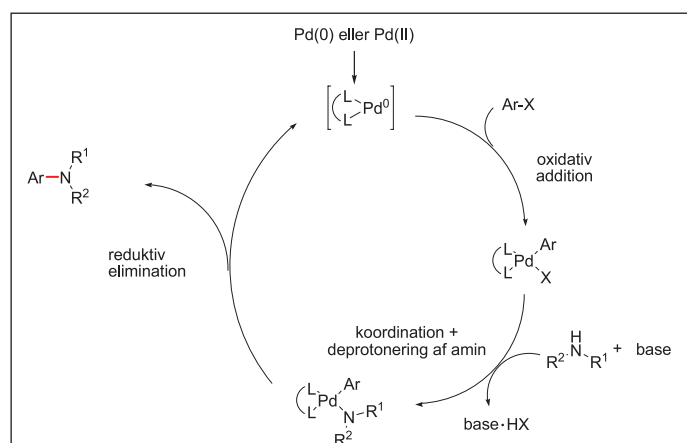 Pd(0) eller Pd(II)
L
Pd⁰
L
Ar-X
oxidativ
addition
L
Ar
Pd
L
X
koordination +
deprotonering af amin
H
N
R²
R¹
+ base
base·HX
L
Ar
Pd
L
N
R¹
R²
reduktiv
elimination
R¹
Ar
N
R²